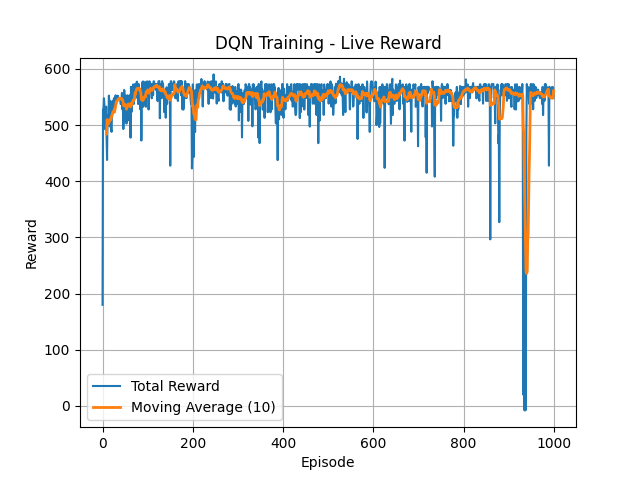 DQN Training - Live Reward
600
500
400
300
200
100
0
Reward
Total Reward
Moving Average (10)
0 200 400 600 800 1000
Episode